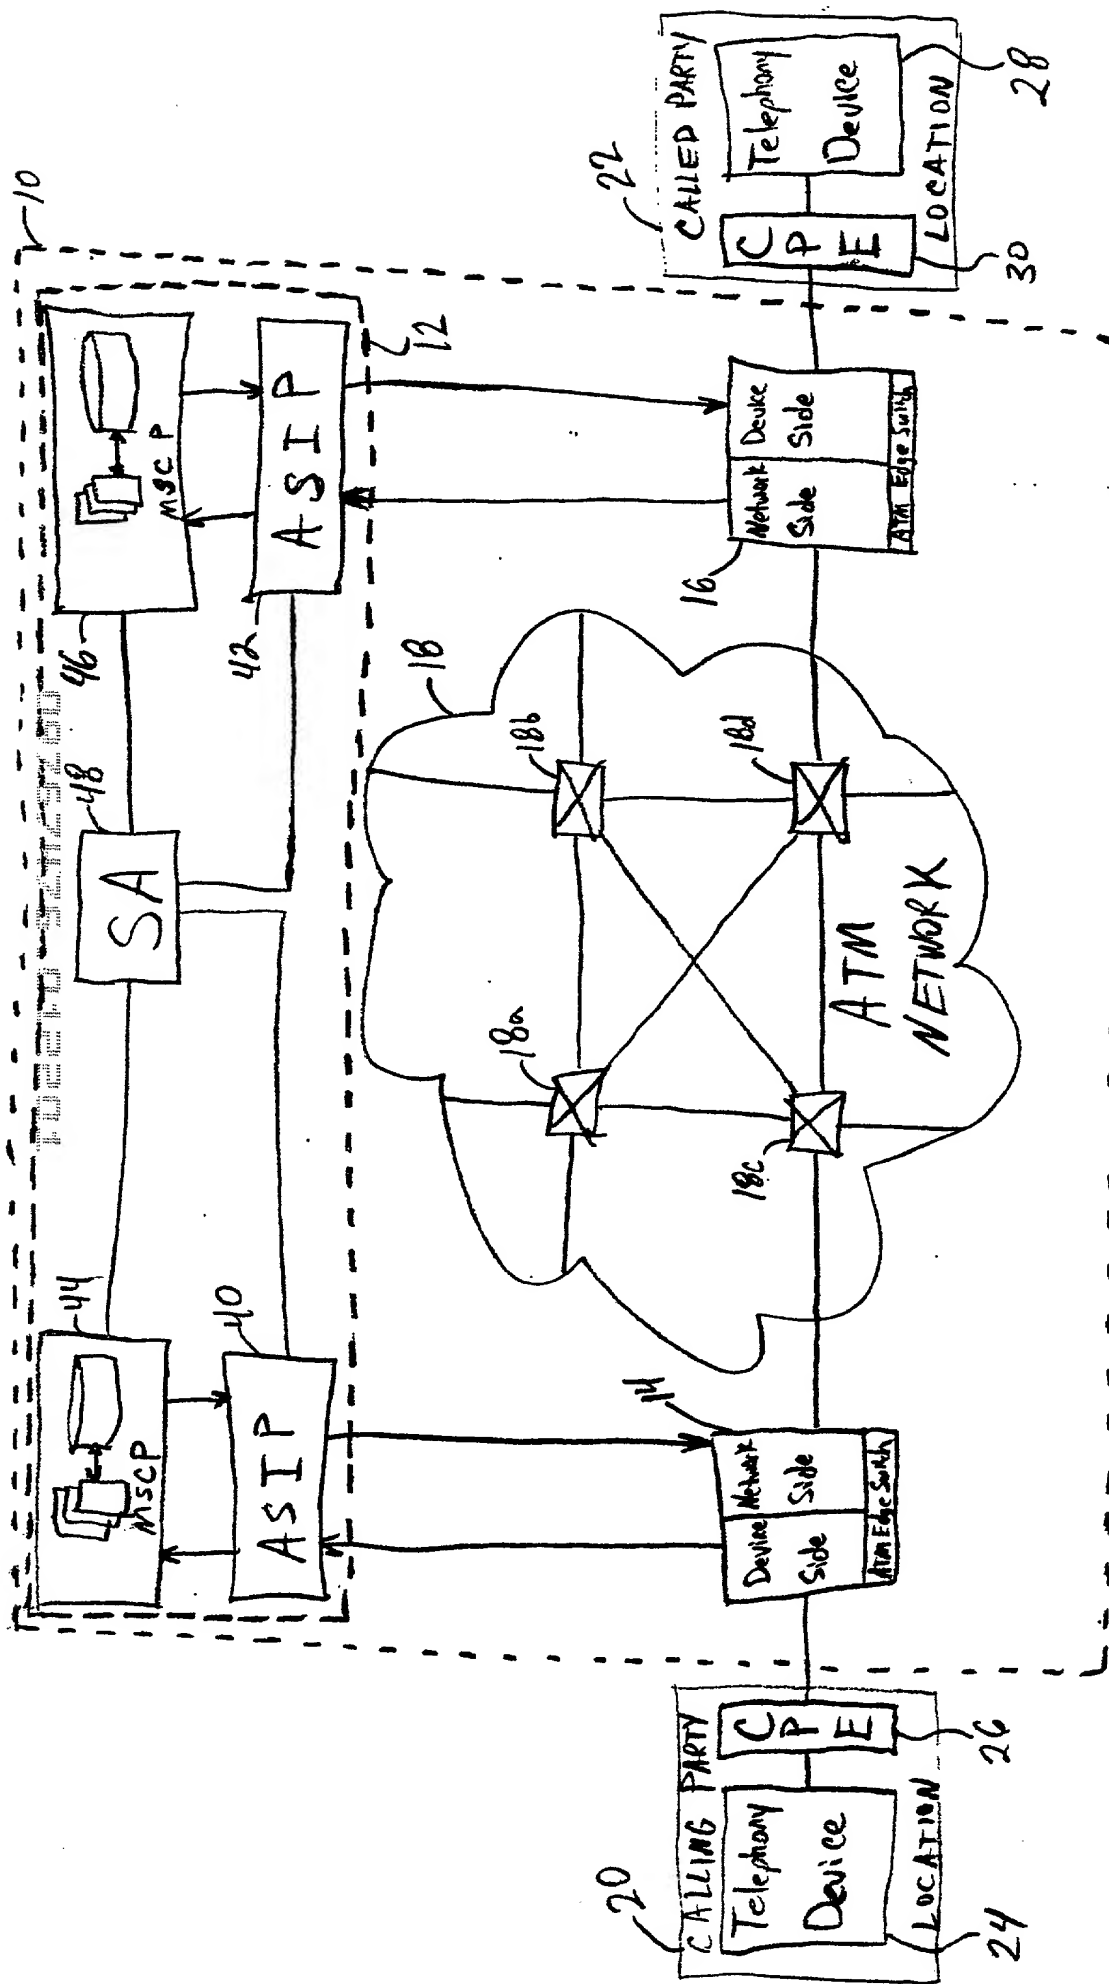 10
46
MSCP
48
SA
44
MSCP
12
ASIP
42
40
ASIP
22
CALLED PARTY
CPE
Telephony
Device
LOCATION
30
28
16
Network
Side
Device
Side
ATM Edge Switch
18
18b
18a
18d
18c
ATM
NETWORK
14
Device
Side
Network
Side
ATM Edge Switch
20
CALLING PARTY
Telephony
Device
CPE
LOCATION
24
26